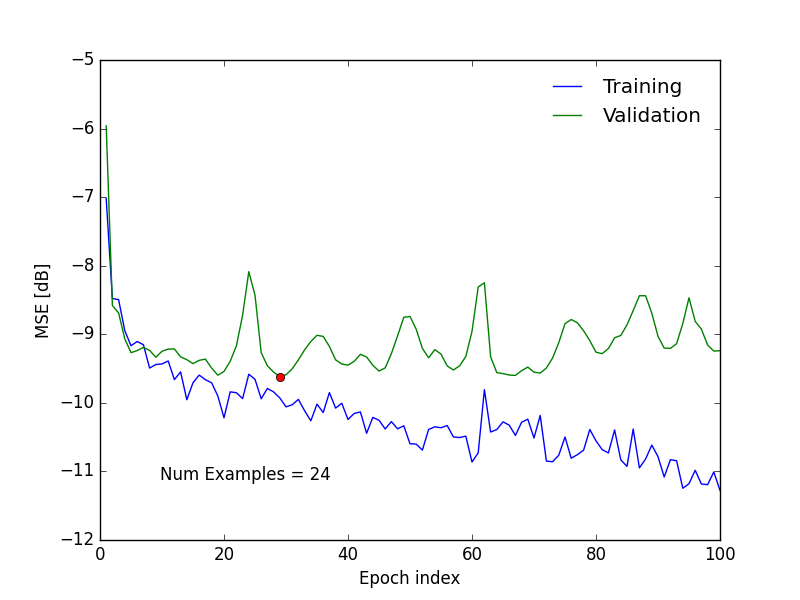 −5
−6
−7
−8
−9
−10
−11
−12
MSE [dB]
Training
Validation
Num Examples = 24
0 20 40 60 80 100
Epoch index